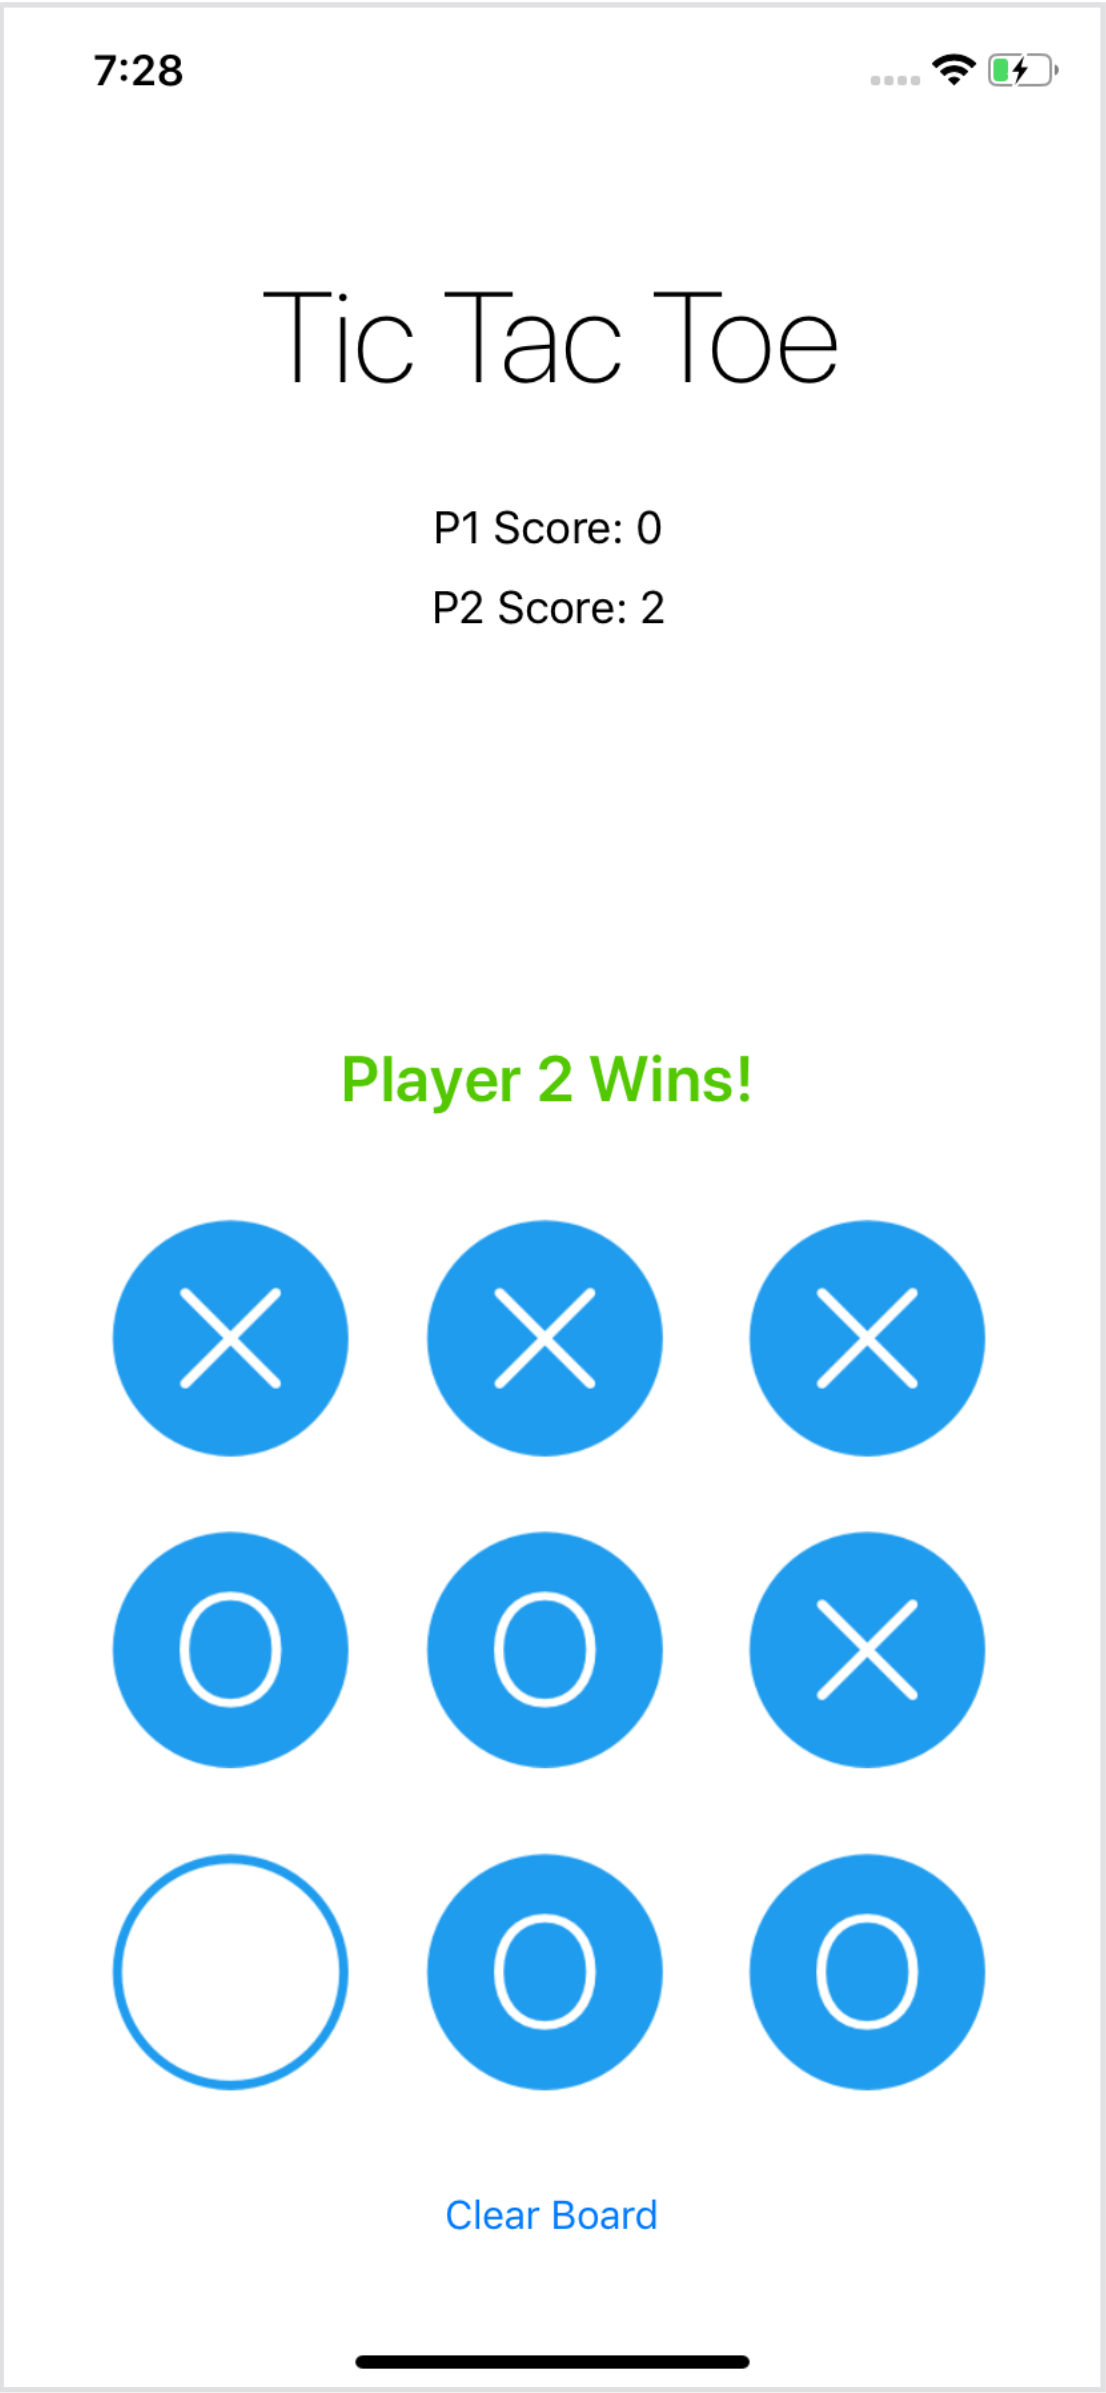 7:28
Tic Tac Toe
P1 Score: 0
P2 Score: 2
Player 2 Wins!
X X X
O O X
O O
Clear Board